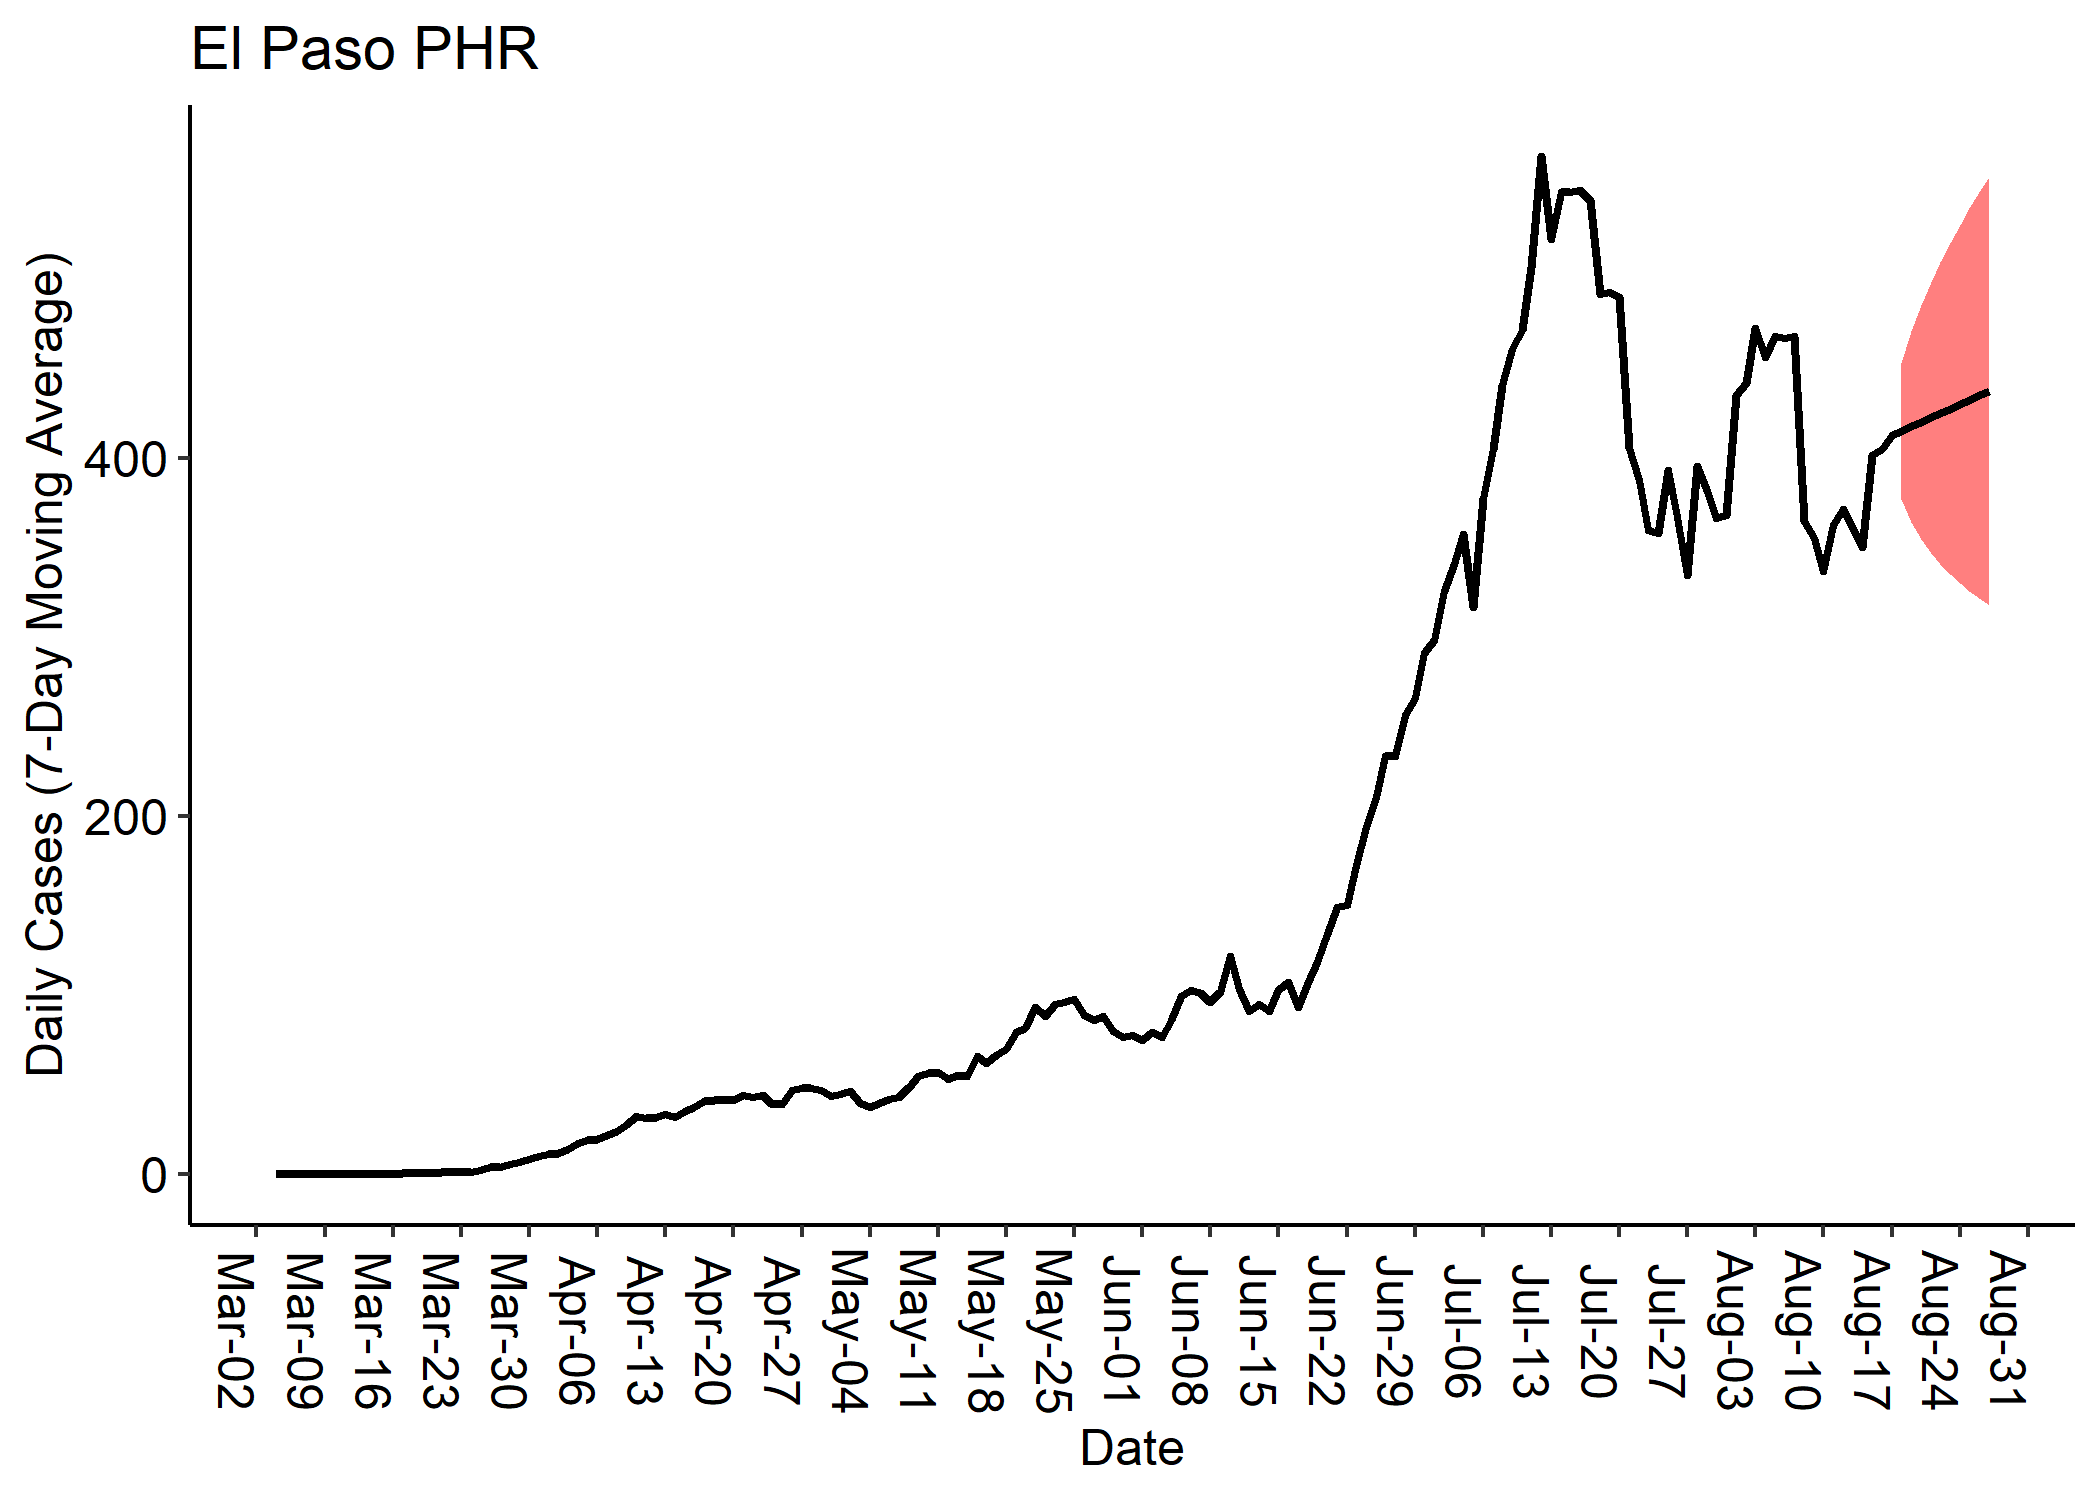 El Paso PHR
Daily Cases (7-Day Moving Average)
400
200
0
Mar-02
Mar-09
Mar-16
Mar-23
Mar-30
Apr-06
Apr-13
Apr-20
Apr-27
May-04
May-11
May-18
May-25
Jun-01
Jun-08
Jun-15
Jun-22
Jun-29
Jul-06
Jul-13
Jul-20
Jul-27
Aug-03
Aug-10
Aug-17
Aug-24
Aug-31
Date